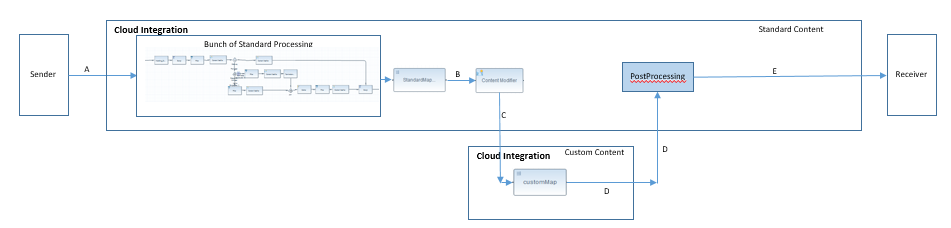 Cloud Integration
Standard Content
Bunch of Standard Processing
Sender
A
StandardMap...
B
Content Modifier
PostProcessing
E
Receiver
C
Cloud Integration
Custom Content
D
customMap
D